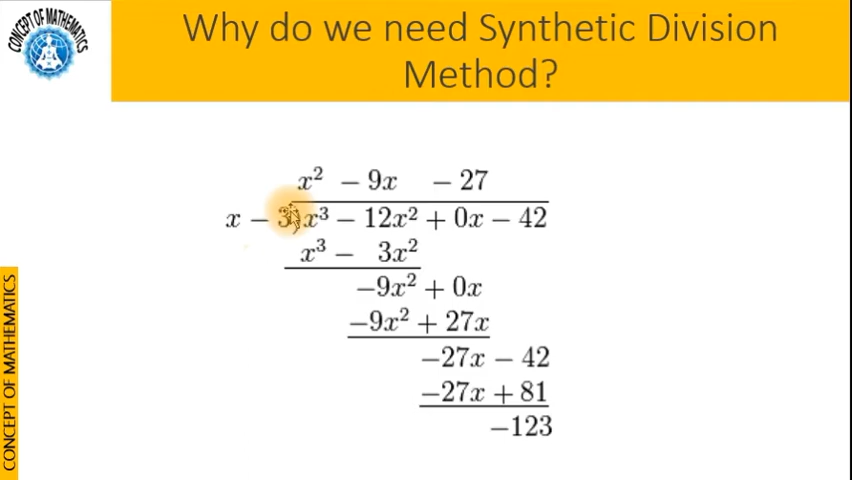 CONCEPT OF MATHEMATICS
Why do we need Synthetic Division
Method?
x² − 9x − 27
x − 3)x³ − 12x² + 0x − 42
x³ − 3x²
−9x² + 0x
−9x² + 27x
−27x − 42
−27x + 81
−123
CONCEPT OF MATHEMATICS